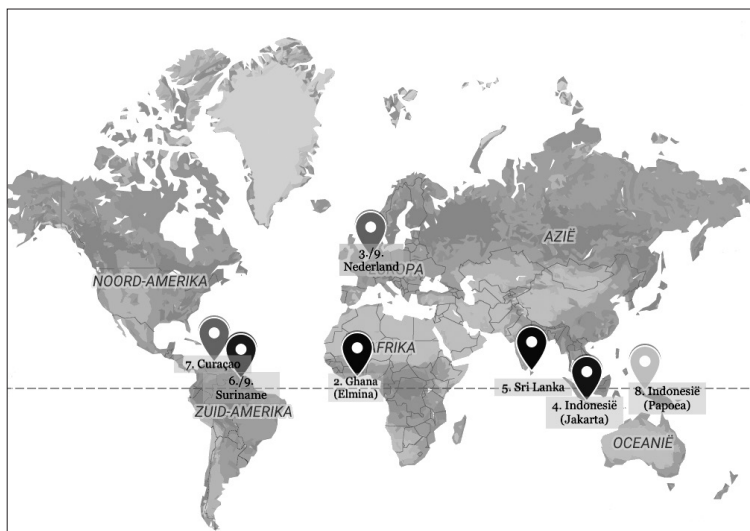 AZIË
3./9.
Nederland
EUROPA
NOORD-AMERIKA
AFRIKA
7. Curaçao
6./9.
Suriname
2. Ghana
(Elmina)
5. Sri Lanka
4. Indonesië
(Jakarta)
8. Indonesië
(Papoea)
ZUID-AMERIKA
OCEANIË